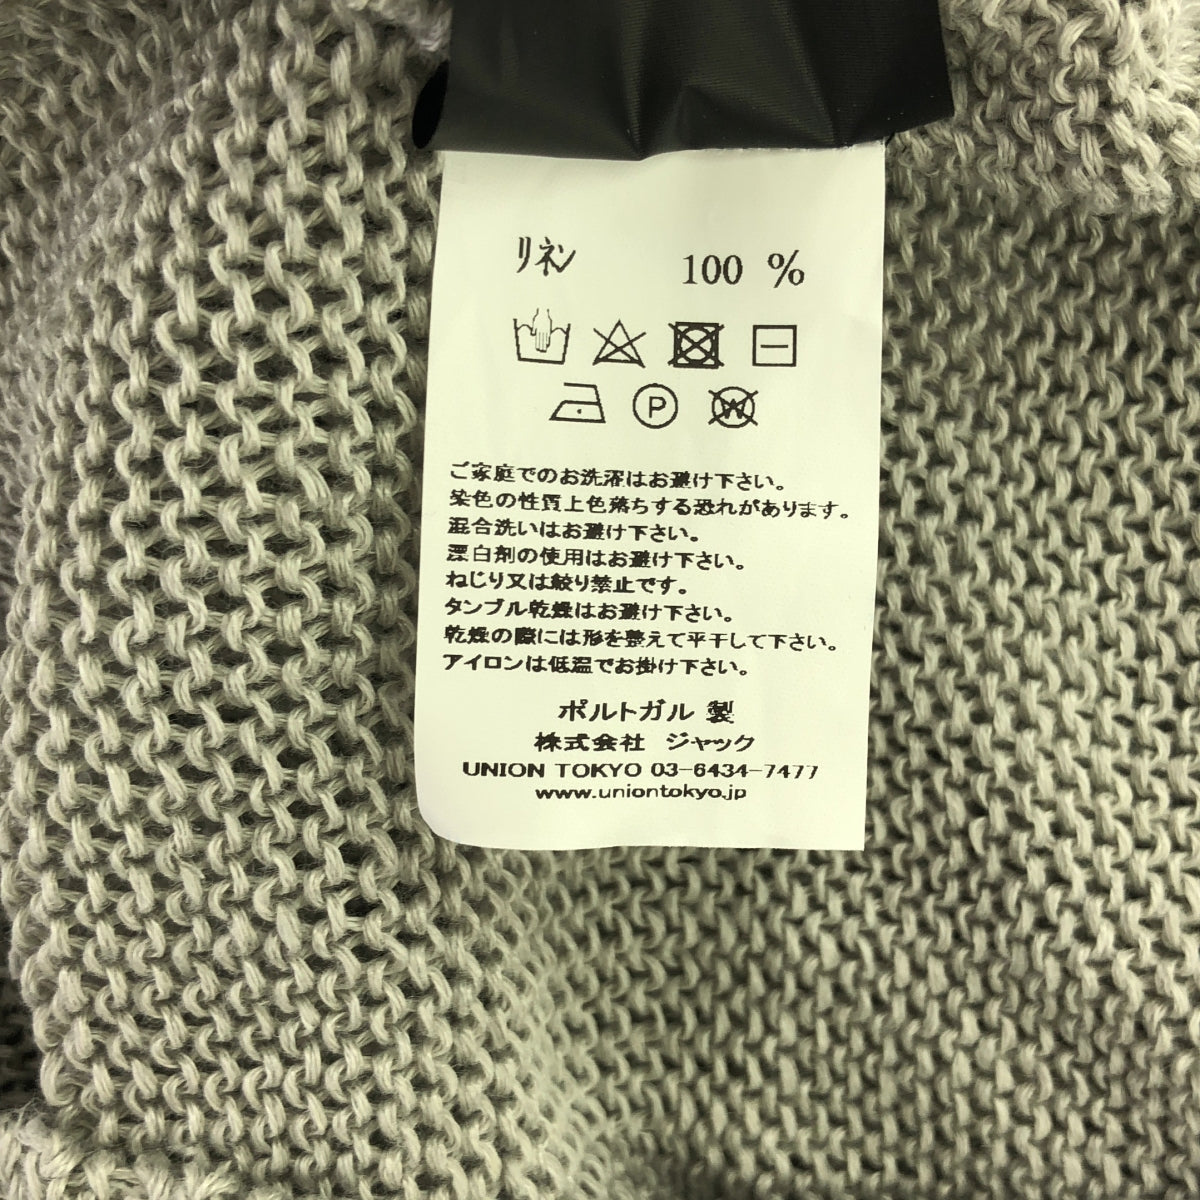 リネン 100 %
P W
ご家庭でのお洗濯はお避け下さい。
染色の性質上色落ちする恐れがあります。
混合洗いはお避け下さい。
漂白剤の使用はお避け下さい。
ねじり又は絞り禁止です。
タンブル乾燥はお避け下さい。
乾燥の際には形を整えて平干して下さい。
アイロンは低温でお掛け下さい。
ポルトガル 製
株式会社 ジャック
UNION TOKYO 03-6434-7477
www.uniontokyo.jp